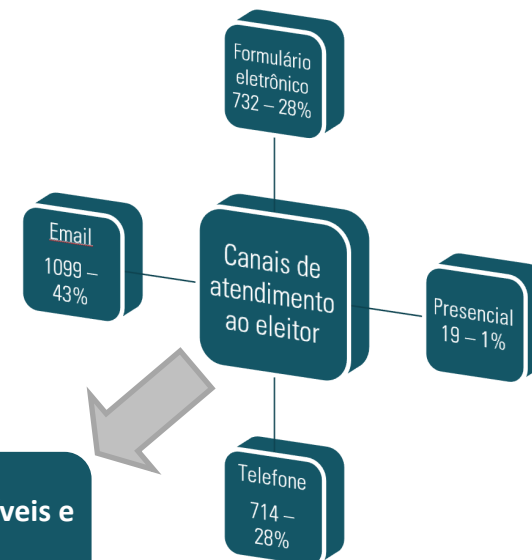 Formulário
eletrônico
732 – 28%
Email
1099 –
43%
Canais de
atendimento
ao eleitor
Presencial
19 – 1%
Telefone
714 –
28%
veis e